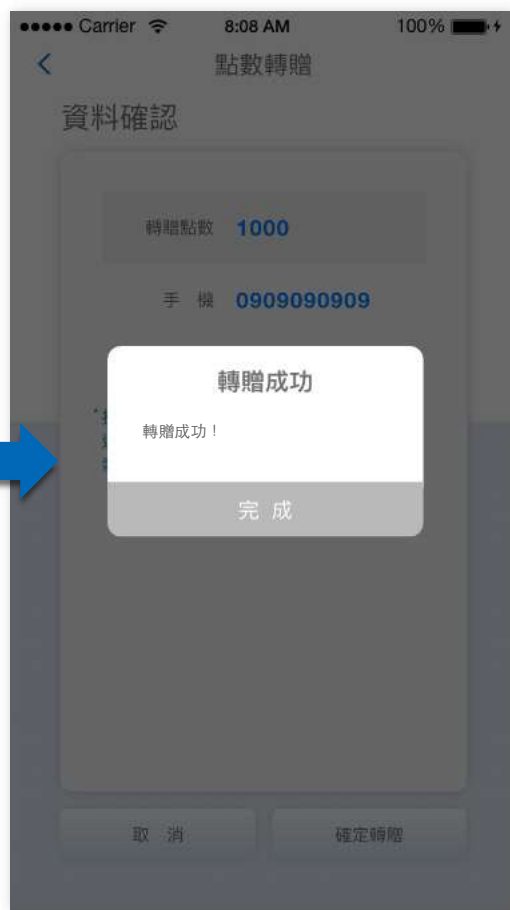 Carrier 8:08 AM 100%
點數轉贈
資料確認
轉贈點數 1000
手 機 0909090909
轉贈成功
轉贈成功！
完 成
取 消 確定轉贈